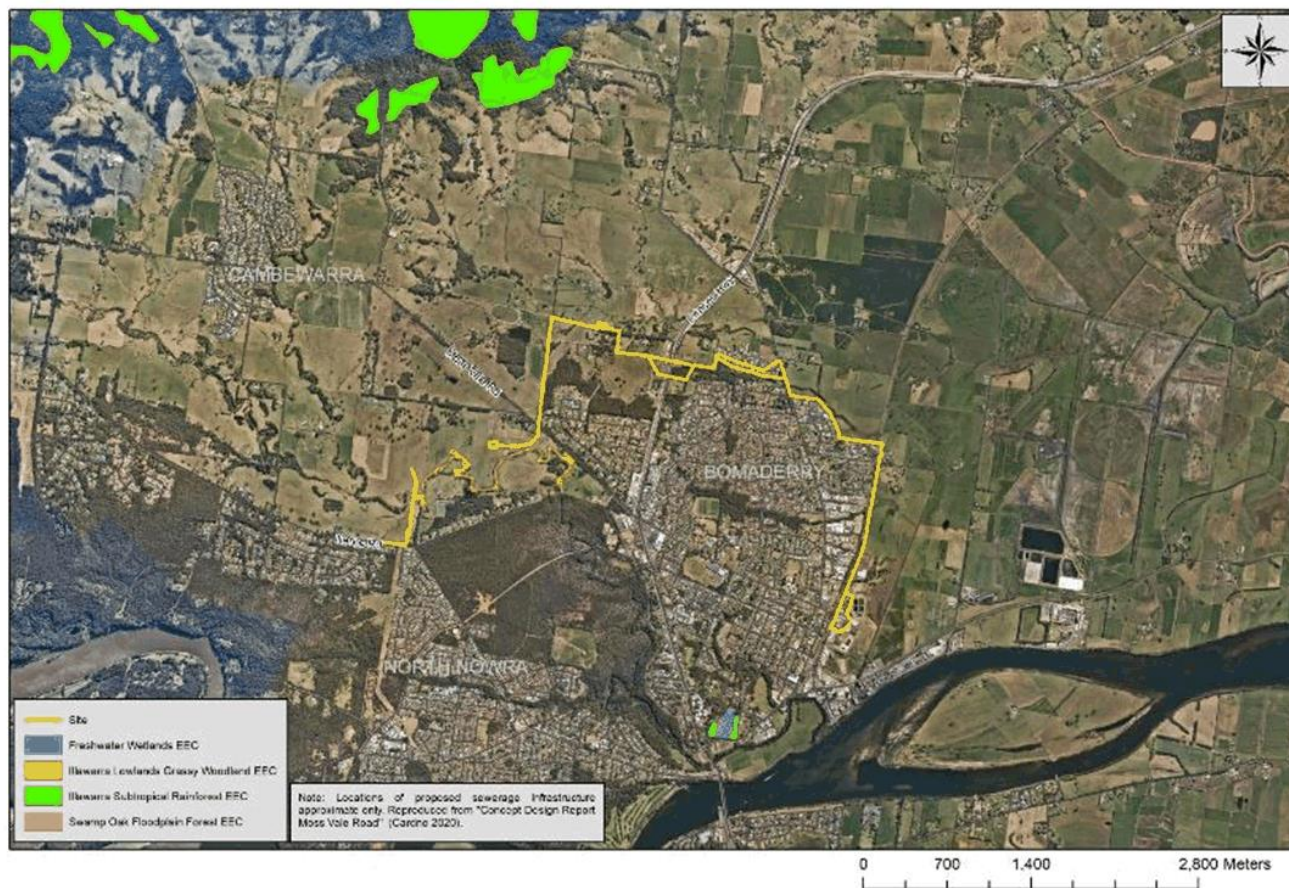 CAMBEWARRA
BOMADERRY
NORTH NOWRA
Site
Freshwater Wetlands EEC
Illawarra Lowlands Grassy Woodland EEC
Illawarra Subtropical Rainforest EEC
Swamp Oak Floodplain Forest EEC
Note: Locations of proposed sewerage infrastructure
approximate only. Reproduced from "Concept Design Report
Moss Vale Road" (Cardno 2020).
0 700 1,400 2,800 Meters